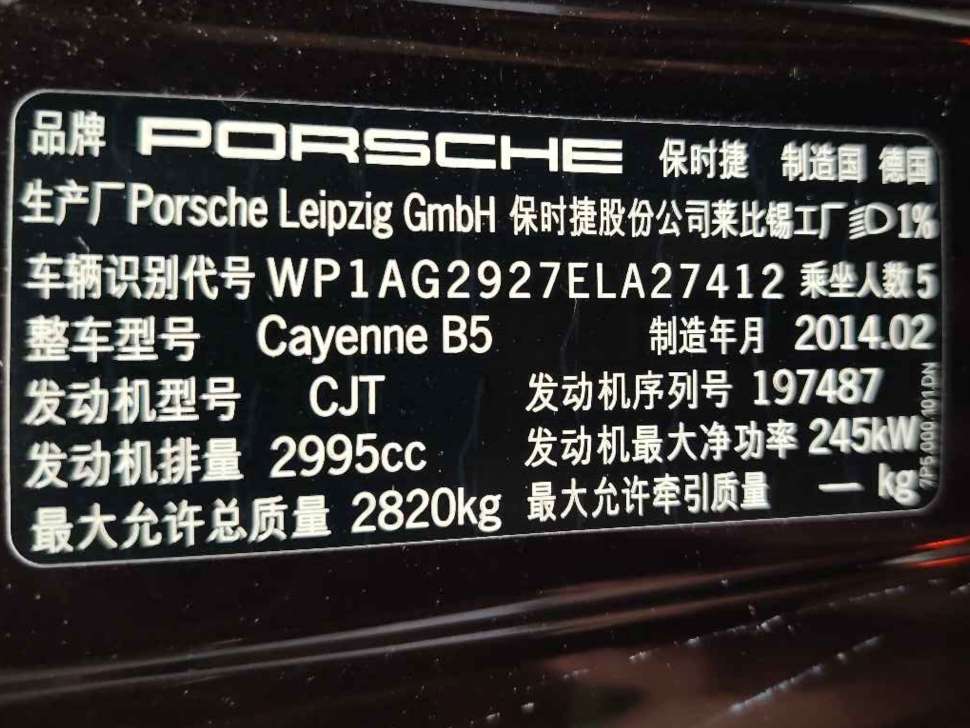 品牌 PORSCHE 保时捷 制造国 德国
生产厂 Porsche Leipzig GmbH 保时捷股份公司莱比锡工厂 1%
车辆识别代号 WP1AG2927ELA27412 乘坐人数 5
整车型号 Cayenne B5 制造年月 2014.02
发动机型号 CJT 发动机序列号 197487
发动机排量 2995cc 发动机最大净功率 245kW
最大允许总质量 2820kg 最大允许牵引质量 — kg
7P5.000.101.DN